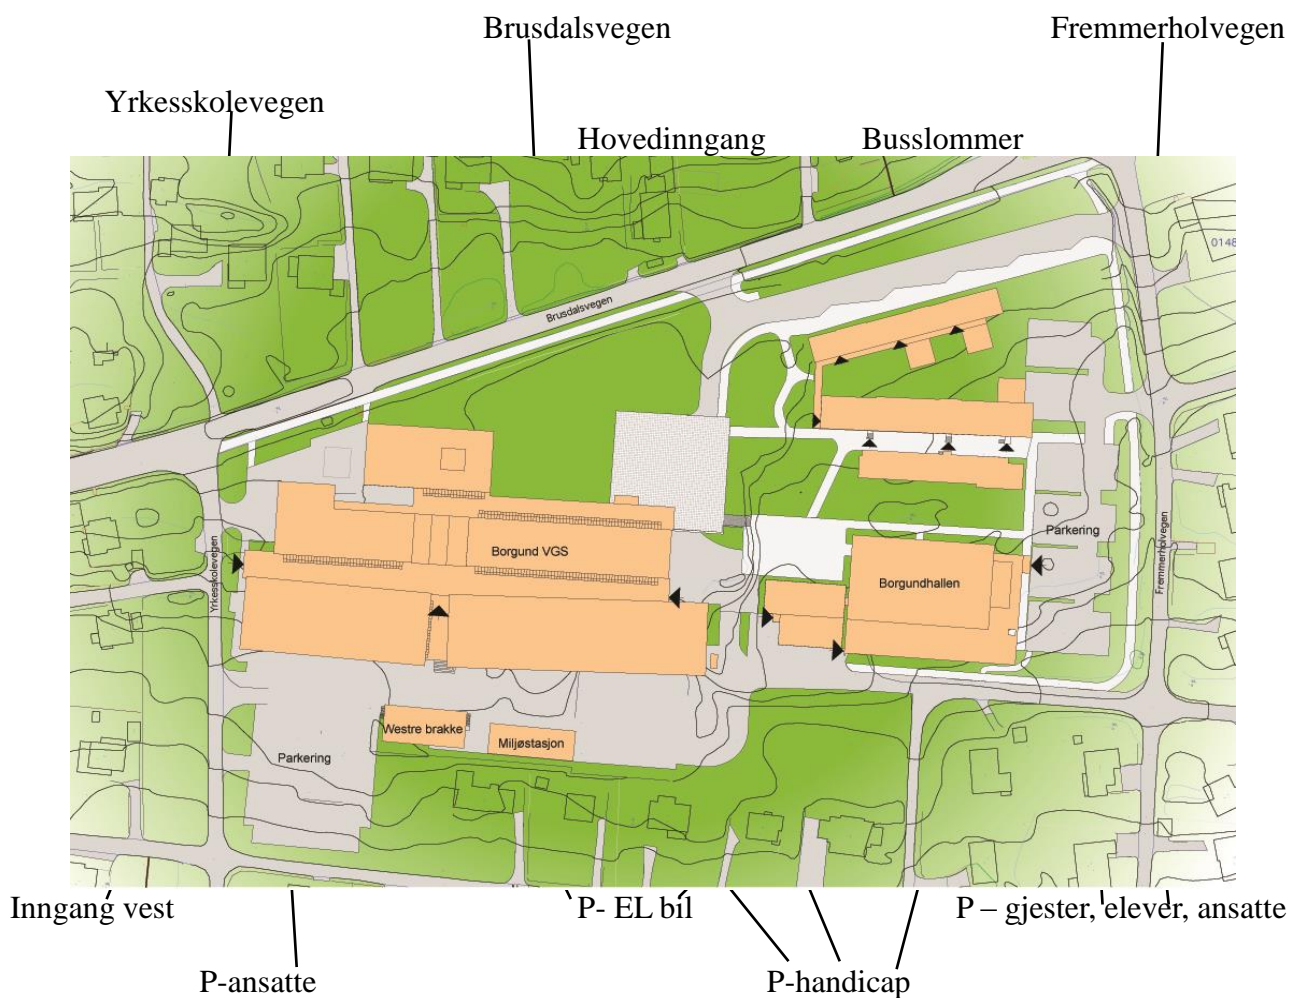 Brusdalsvegen
Fremmerholvegen
Yrkesskolevegen
Hovedinngang
Busslommer
0148
Brusdalsvegen
Parkering
Borgund VGS
Borgundhallen
Yrkesskolevegen
Fremmerholvegen
Westre brakke
Miljøstasjon
Parkering
Inngang vest
P- EL bil
P – gjester, elever, ansatte
P-ansatte
P-handicap